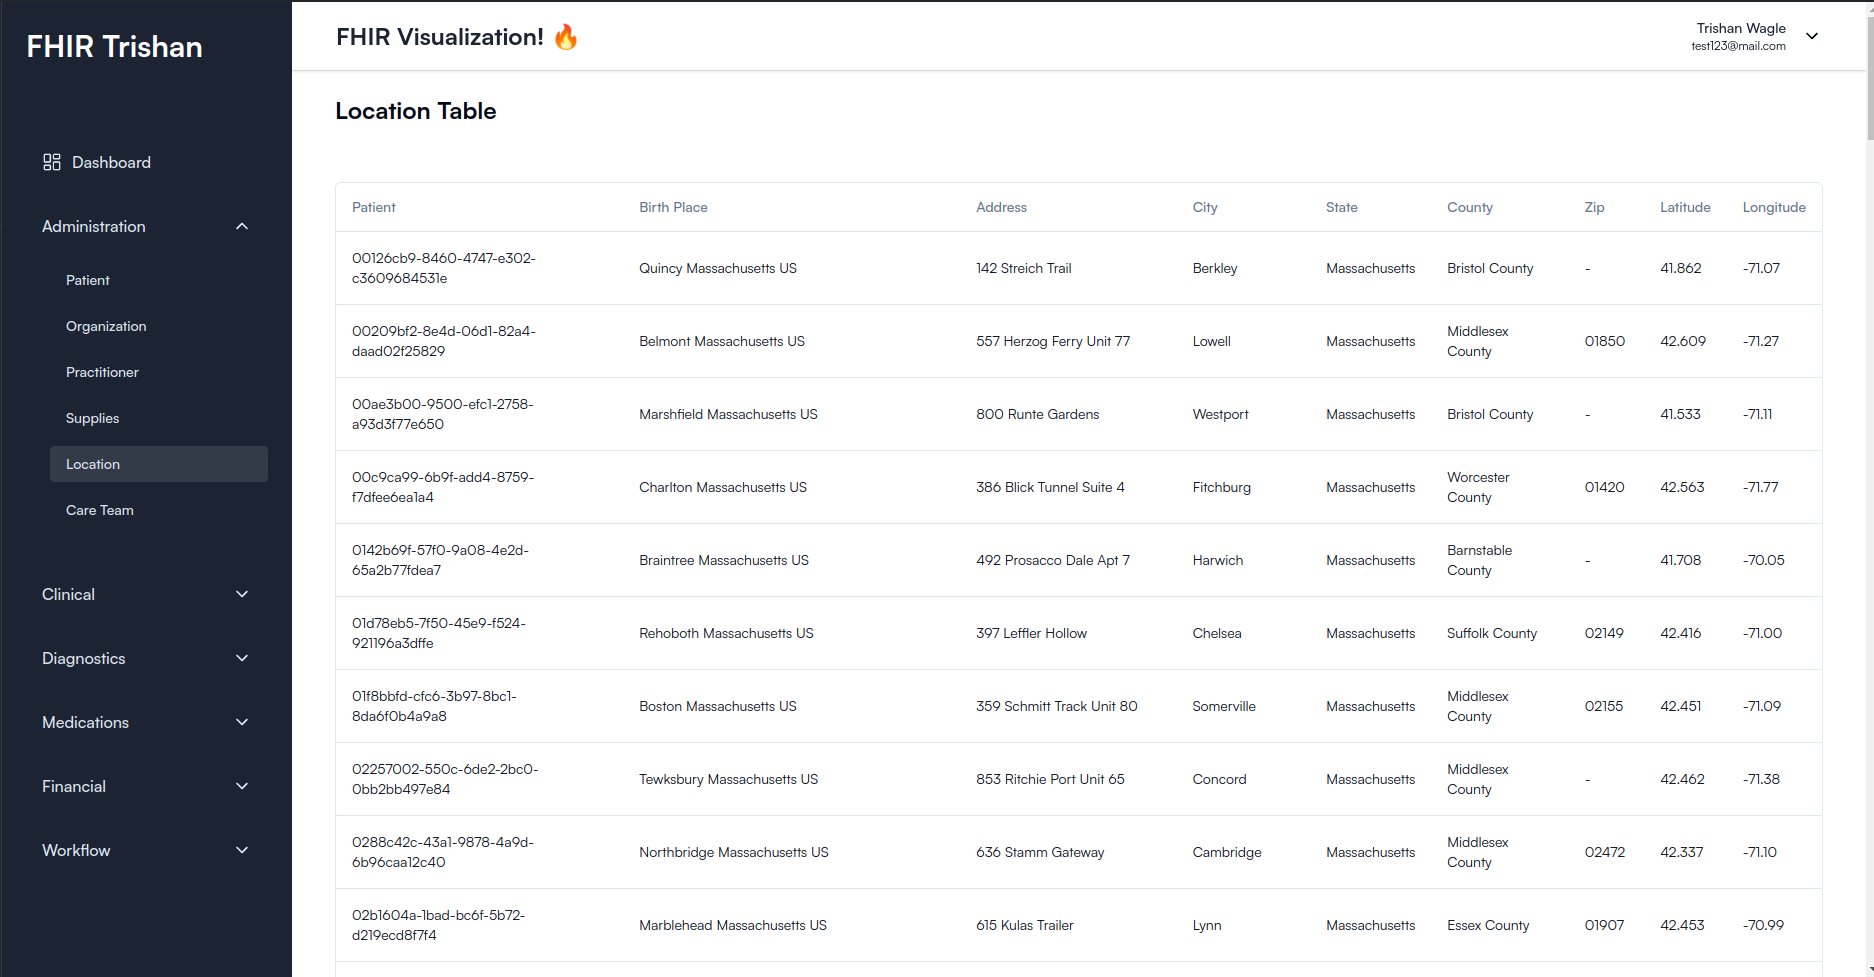 FHIR Trishan
Dashboard
Administration
Patient
Organization
Practitioner
Supplies
Location
Care Team
Clinical
Diagnostics
Medications
Financial
Workflow
FHIR Visualization! 🔥
Trishan Wagle
test123@mail.com
Location Table
Patient Birth Place Address City State County Zip Latitude Longitude
00126cb9-8460-4747-e302-
c3609684531e
Quincy Massachusetts US 142 Streich Trail Berkley Massachusetts Bristol County - 41.862 -71.07
00209bf2-8e4d-06d1-82a4-
daad02f25829
Belmont Massachusetts US 557 Herzog Ferry Unit 77 Lowell Massachusetts Middlesex
County
01850 42.609 -71.27
00ae3b00-9500-efc1-2758-
a93d3f77e650
Marshfield Massachusetts US 800 Runte Gardens Westport Massachusetts Bristol County - 41.533 -71.11
00c9ca99-6b9f-add4-8759-
f7dfee6ea1a4
Charlton Massachusetts US 386 Blick Tunnel Suite 4 Fitchburg Massachusetts Worcester
County
01420 42.563 -71.77
0142b69f-57f0-9a08-4e2d-
65a2b77fdea7
Braintree Massachusetts US 492 Prosacco Dale Apt 7 Harwich Massachusetts Barnstable
County
- 41.708 -70.05
01d78eb5-7f50-45e9-f524-
921196a3dffe
Rehoboth Massachusetts US 397 Leffler Hollow Chelsea Massachusetts Suffolk County 02149 42.416 -71.00
01f8bbfd-cfc6-3b97-8bc1-
8da6f0b4a9a8
Boston Massachusetts US 359 Schmitt Track Unit 80 Somerville Massachusetts Middlesex
County
02155 42.451 -71.09
02257002-550c-6de2-2bc0-
0bb2bb497e84
Tewksbury Massachusetts US 853 Ritchie Port Unit 65 Concord Massachusetts Middlesex
County
- 42.462 -71.38
0288c42c-43a1-9878-4a9d-
6b96caa12c40
Northbridge Massachusetts US 636 Stamm Gateway Cambridge Massachusetts Middlesex
County
02472 42.337 -71.10
02b1604a-1bad-bc6f-5b72-
d219ecd8f7f4
Marblehead Massachusetts US 615 Kulas Trailer Lynn Massachusetts Essex County 01907 42.453 -70.99